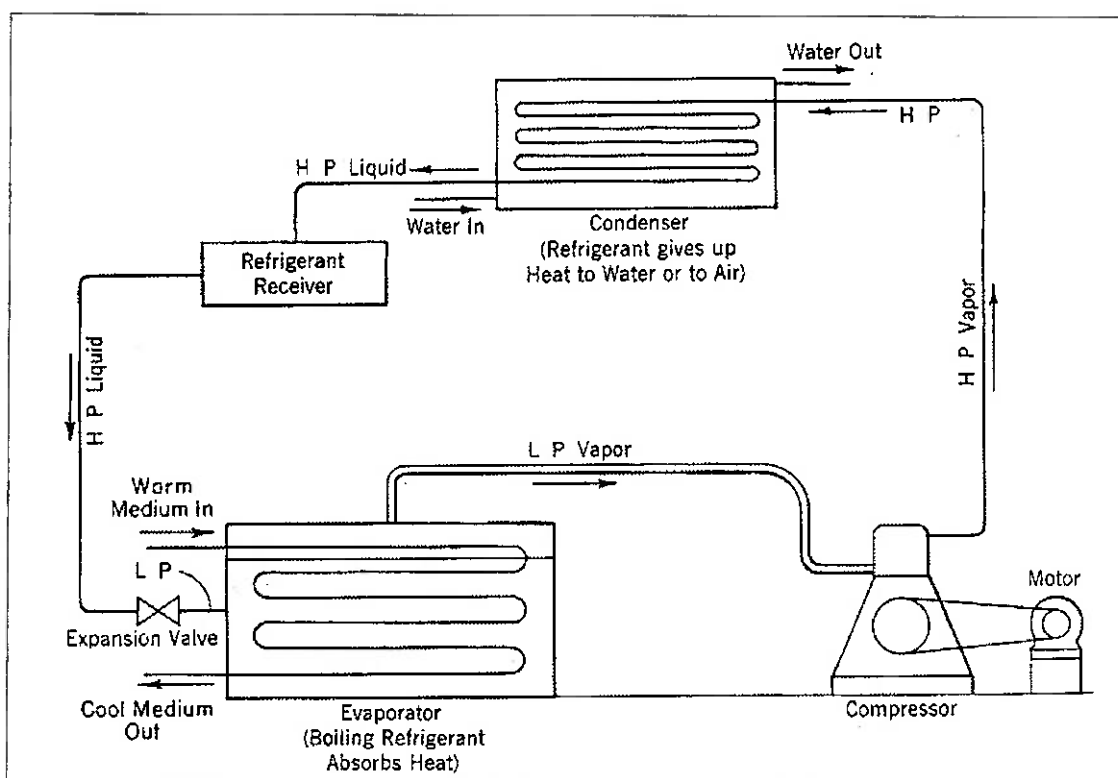 Water Out
H P
H P Liquid
Water In
Condenser
(Refrigerant gives up
Heat to Water or to Air)
Refrigerant
Receiver
H P Liquid
H P Vapor
L P Vapor
Warm
Medium In
L P
Expansion Valve
Cool Medium
Out
Evaporator
(Boiling Refrigerant
Absorbs Heat)
Motor
Compressor